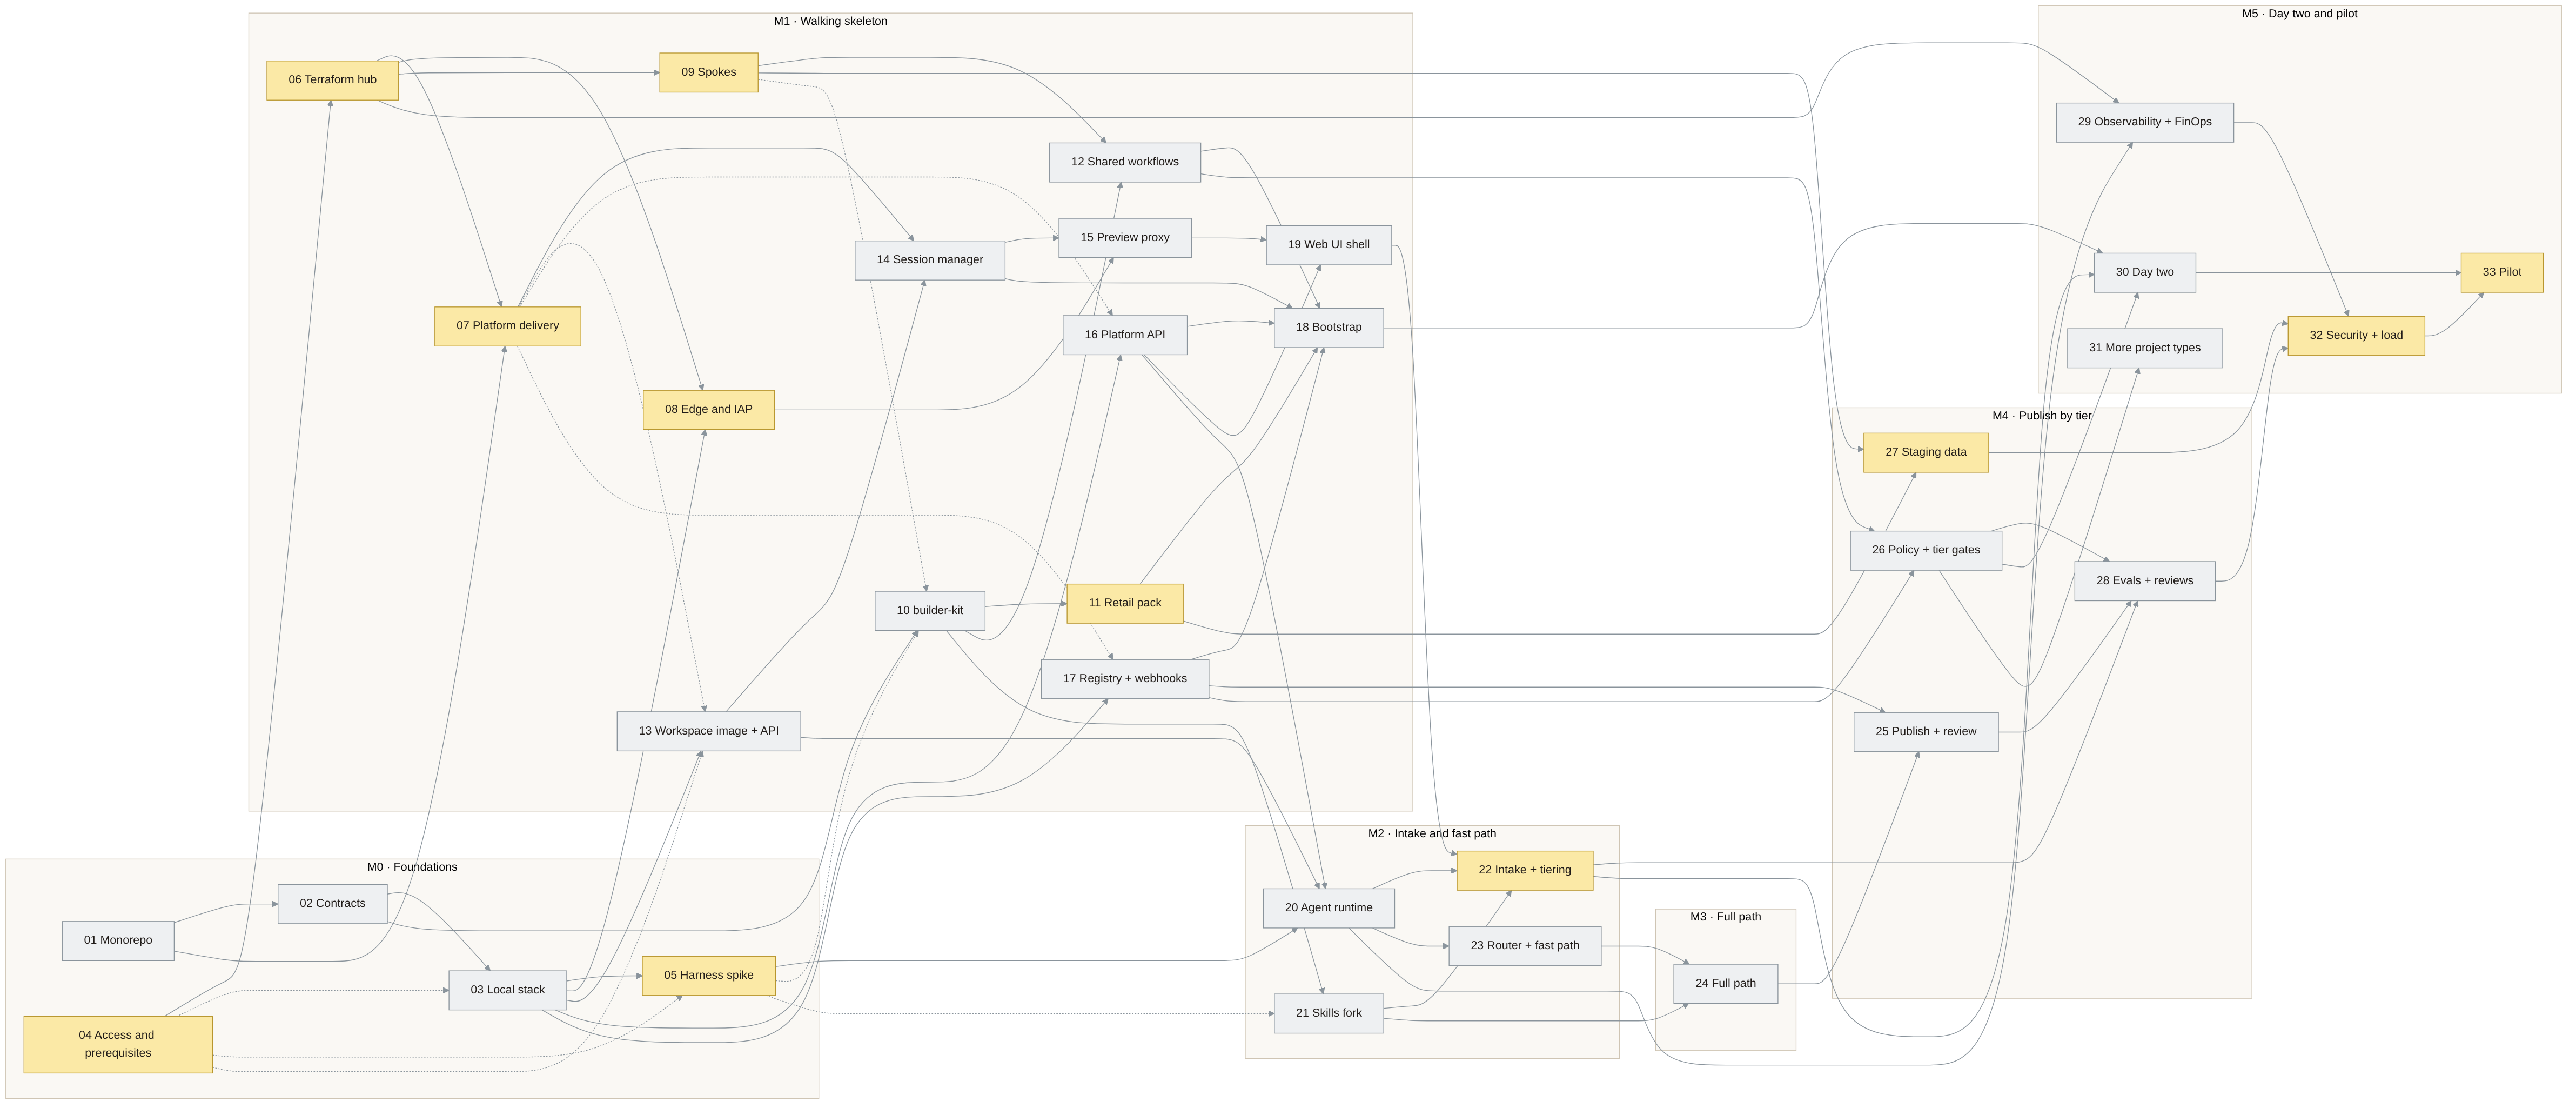 M1 · Walking skeleton
06 Terraform hub
09 Spokes
12 Shared workflows
15 Preview proxy
19 Web UI shell
14 Session manager
07 Platform delivery
16 Platform API
18 Bootstrap
08 Edge and IAP
10 builder-kit
11 Retail pack
17 Registry + webhooks
13 Workspace image + API
M0 · Foundations
02 Contracts
01 Monorepo
03 Local stack
05 Harness spike
04 Access and
prerequisites
M2 · Intake and fast path
22 Intake + tiering
20 Agent runtime
23 Router + fast path
21 Skills fork
M3 · Full path
24 Full path
M4 · Publish by tier
27 Staging data
26 Policy + tier gates
28 Evals + reviews
25 Publish + review
M5 · Day two and pilot
29 Observability + FinOps
30 Day two
33 Pilot
32 Security + load
31 More project types